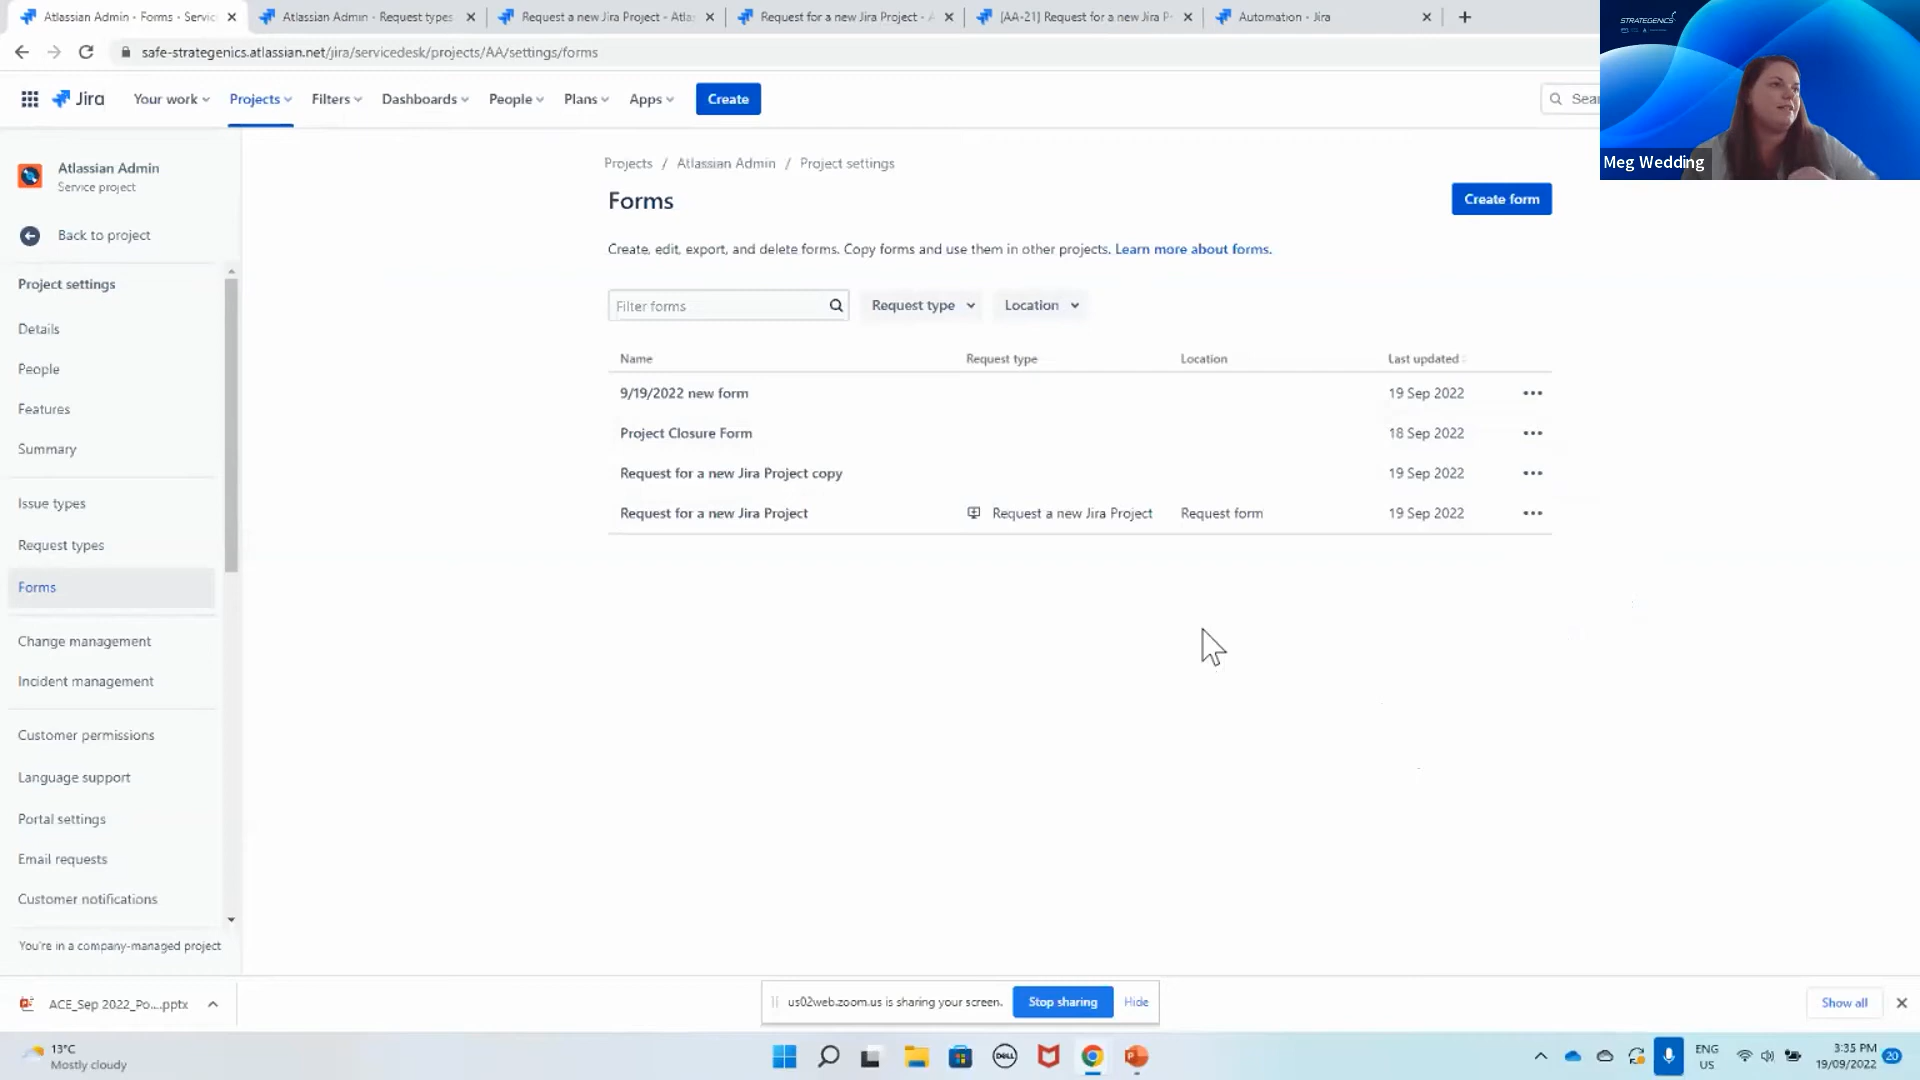 Atlassian Admin - Forms - Servic
Atlassian Admin - Request types
Request a new Jira Project - Atla
Request for a new Jira Project - A
[AA-21] Request for a new Jira P
Automation - Jira
safe-strategenics.atlassian.net/jira/servicedesk/projects/AA/settings/forms
STRATEGENICS
Meg Wedding
Jira
Your work
Projects
Filters
Dashboards
People
Plans
Apps
Create
Sear
Atlassian Admin
Service project
Back to project
Project settings
Details
People
Features
Summary
Issue types
Request types
Forms
Change management
Incident management
Customer permissions
Language support
Portal settings
Email requests
Customer notifications
You're in a company-managed project
Projects / Atlassian Admin / Project settings
Forms
Create form
Create, edit, export, and delete forms. Copy forms and use them in other projects. Learn more about forms.
Filter forms
Request type
Location
Name Request type Location Last updated
9/19/2022 new form 19 Sep 2022
Project Closure Form 18 Sep 2022
Request for a new Jira Project copy 19 Sep 2022
Request for a new Jira Project Request a new Jira Project Request form 19 Sep 2022
ACE_Sep 2022_Po....pptx
us02web.zoom.us is sharing your screen.
Stop sharing
Hide
Show all
13°C
Mostly cloudy
DELL
ENG
US
3:35 PM
19/09/2022
20